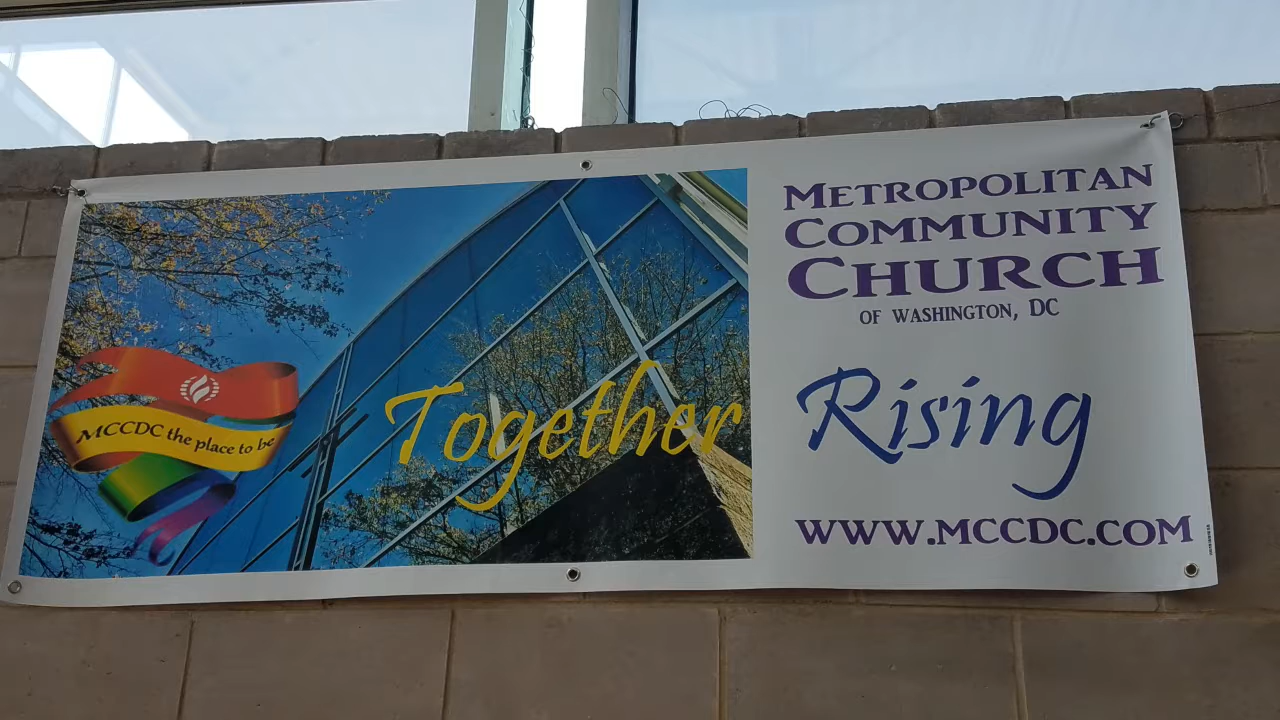 METROPOLITAN
COMMUNITY
CHURCH
OF WASHINGTON, DC
MCCDC the place to be
Together Rising
WWW.MCCDC.COM